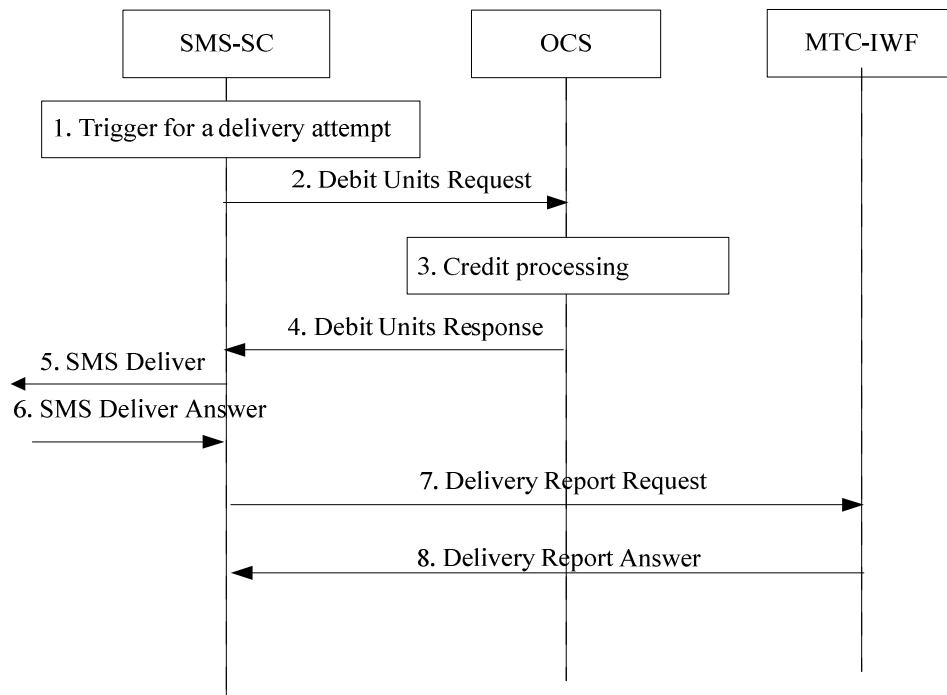 SMS-SC
OCS
MTC-IWF
1. Trigger for a delivery attempt
2. Debit Units Request
3. Credit processing
4. Debit Units Response
5. SMS Deliver
6. SMS Deliver Answer
7. Delivery Report Request
8. Delivery Report Answer